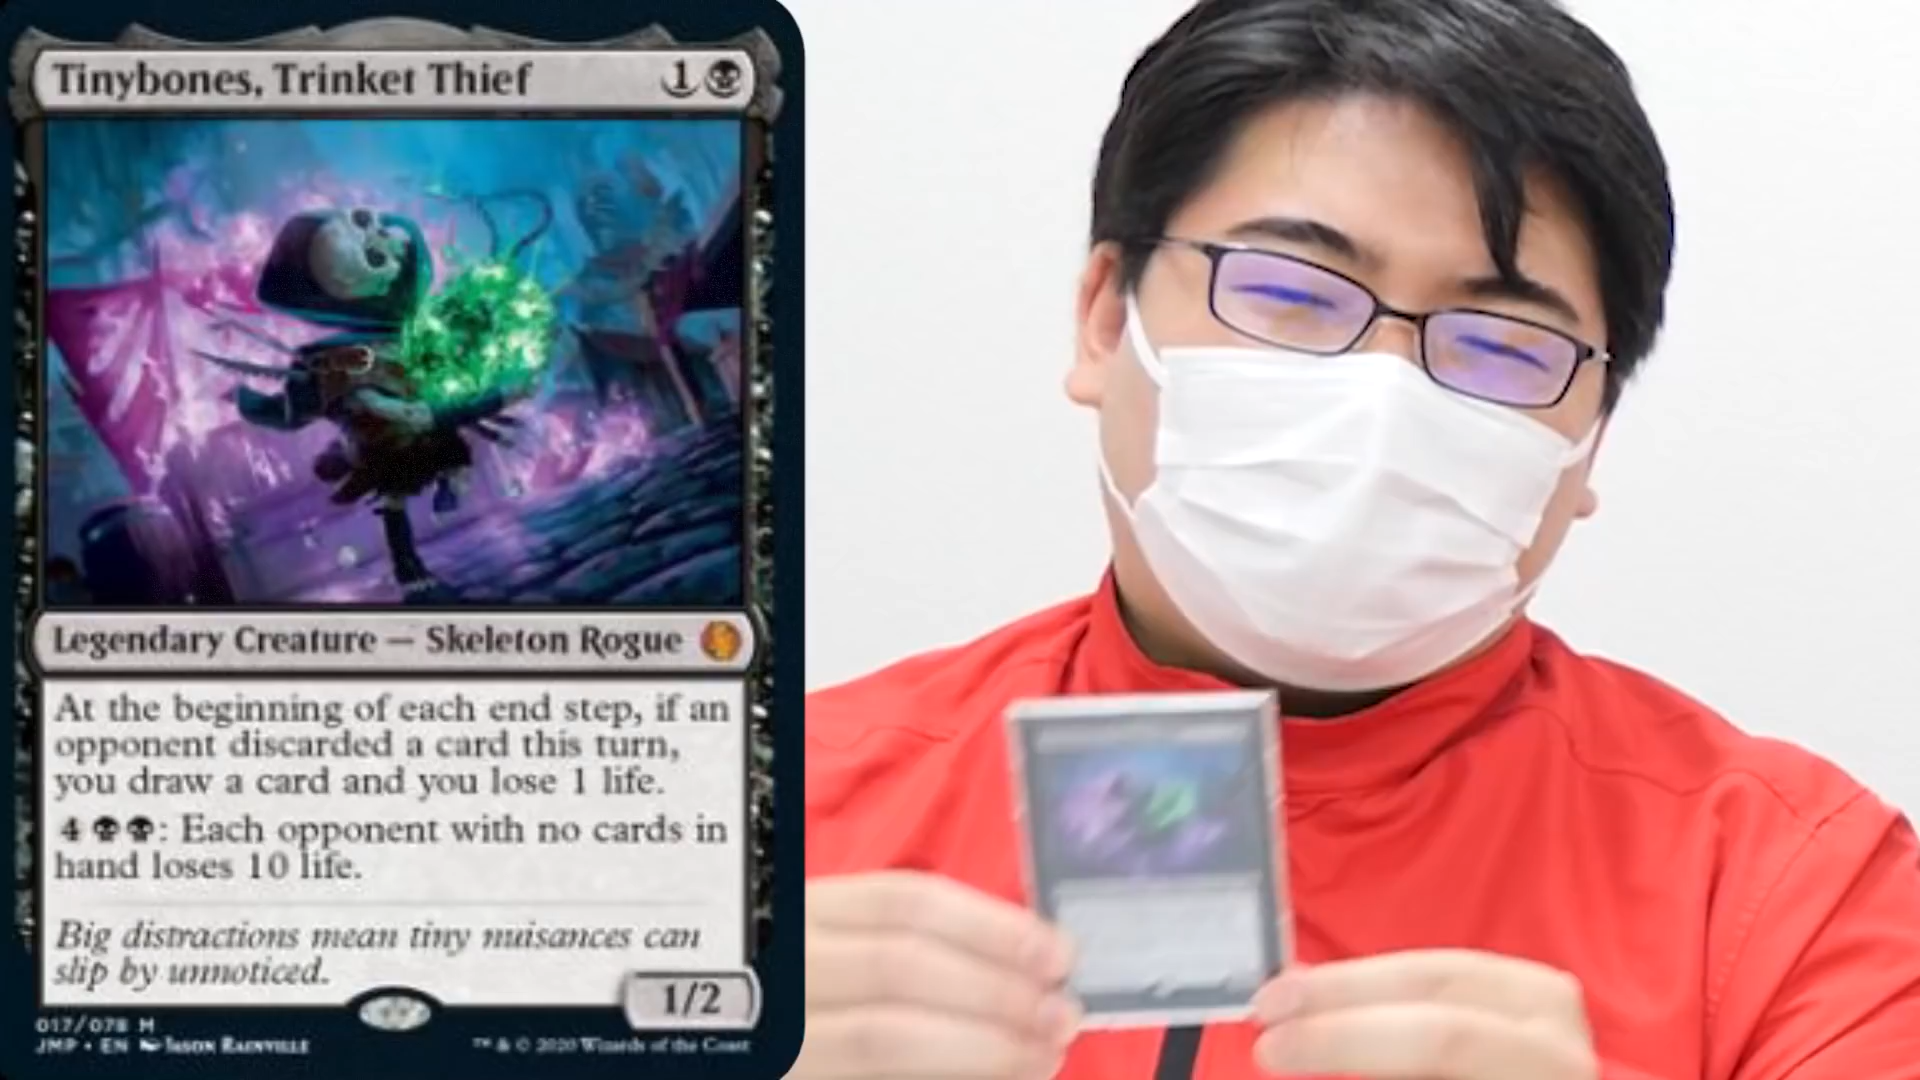 Tinybones, Trinket Thief 1
Legendary Creature — Skeleton Rogue
At the beginning of each end step, if an
opponent discarded a card this turn,
you draw a card and you lose 1 life.
4 : Each opponent with no cards in
hand loses 10 life.
Big distractions mean tiny nuisances can
slip by unnoticed.
1/2
017/078 M
JMP • EN Jason Rainville
™ & © 2020 Wizards of the Coast